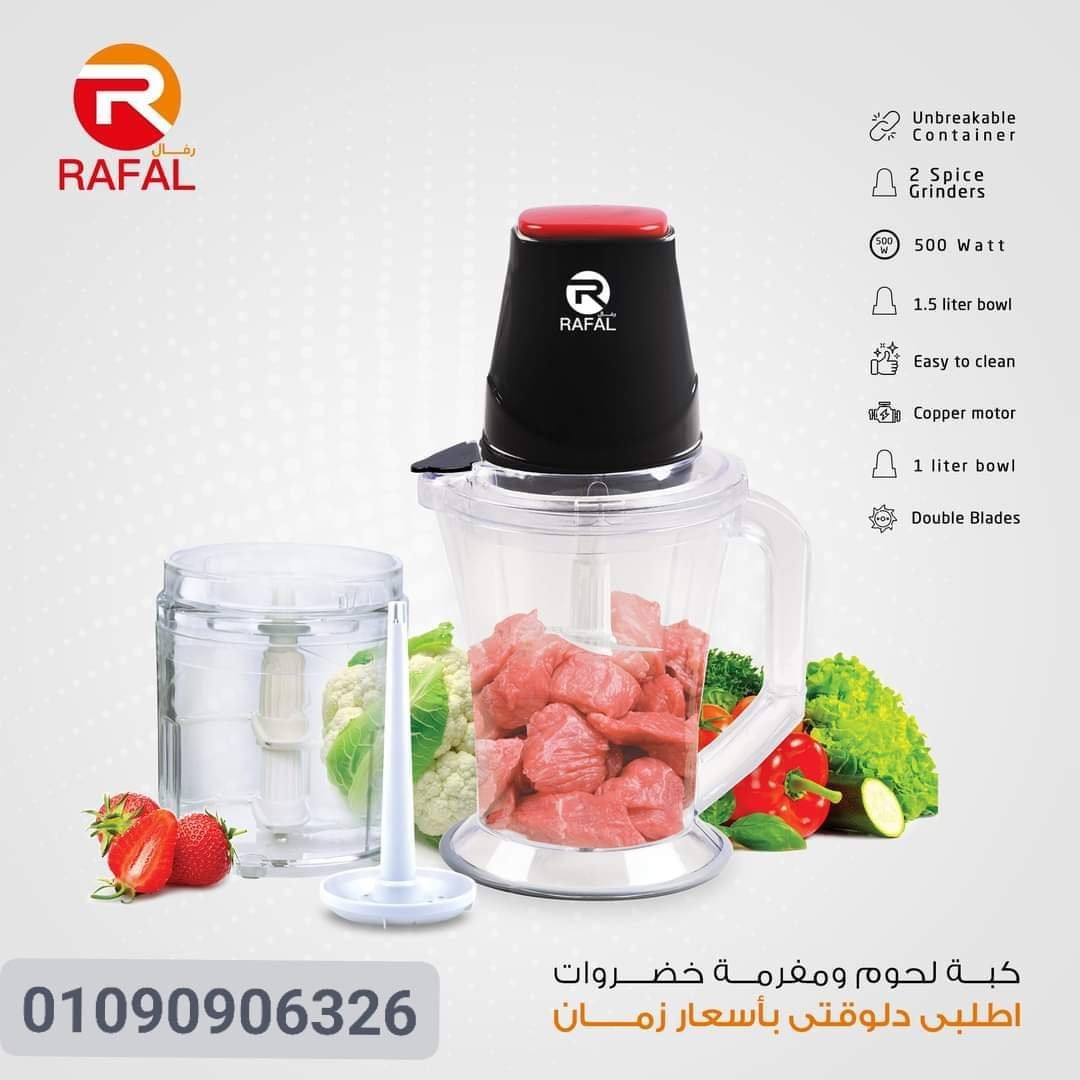 رفال
RAFAL
Unbreakable
Container
2 Spice
Grinders
500
W
500 Watt
1.5 liter bowl
Easy to clean
Copper motor
1 liter bowl
Double Blades
رفال
RAFAL
كبة لحوم ومفرمة خضروات
اطلبى دلوقتى بأسعار زمان
01090906326